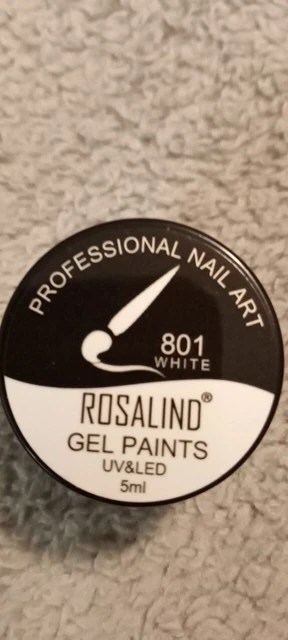 PROFESSIONAL NAIL ART
801
WHITE
ROSALIND®
GEL PAINTS
UV&LED
5ml